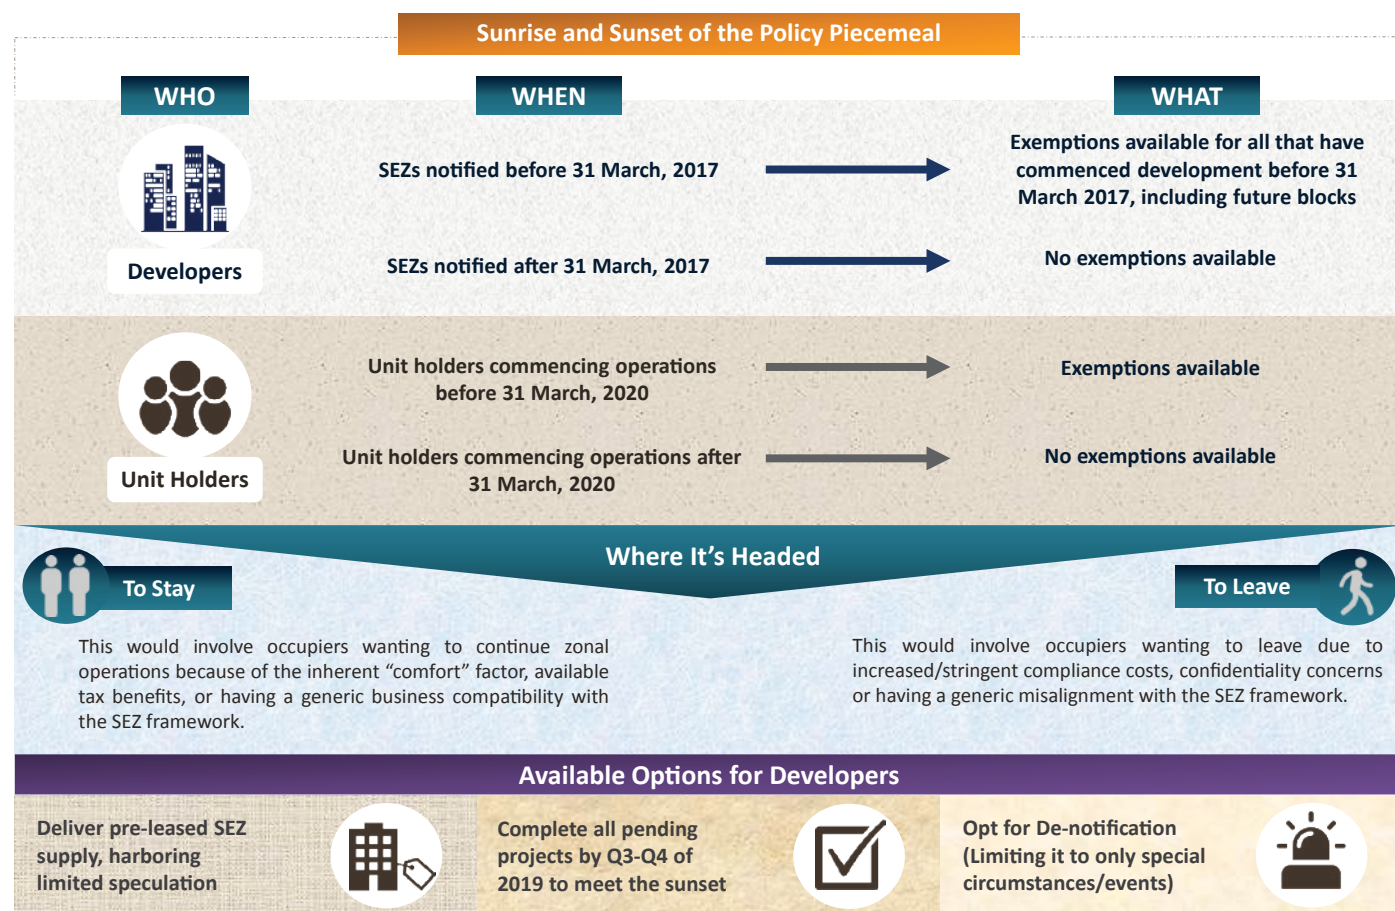 Sunrise and Sunset of the Policy Piecemeal
WHO
WHEN
WHAT
Developers
SEZs notified before 31 March, 2017
Exemptions available for all that have
commenced development before 31
March 2017, including future blocks
SEZs notified after 31 March, 2017
No exemptions available
Unit Holders
Unit holders commencing operations
before 31 March, 2020
Exemptions available
Unit holders commencing operations after
31 March, 2020
No exemptions available
Where It's Headed
To Stay
This would involve occupiers wanting to continue zonal
operations because of the inherent “comfort” factor, available
tax benefits, or having a generic business compatibility with
the SEZ framework.
To Leave
This would involve occupiers wanting to leave due to
increased/stringent compliance costs, confidentiality concerns
or having a generic misalignment with the SEZ framework.
Available Options for Developers
Deliver pre-leased SEZ
supply, harboring
limited speculation
Complete all pending
projects by Q3-Q4 of
2019 to meet the sunset
Opt for De-notification
(Limiting it to only special
circumstances/events)